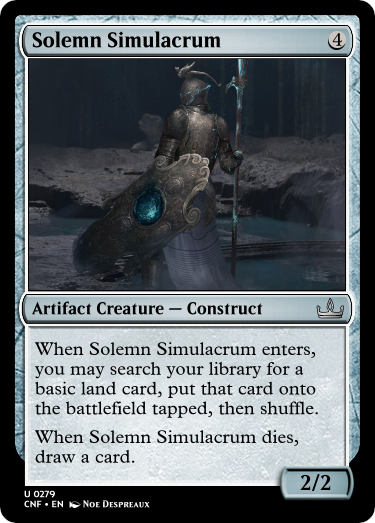 Solemn Simulacrum 4
Artifact Creature — Construct
When Solemn Simulacrum enters,
you may search your library for a
basic land card, put that card onto
the battlefield tapped, then shuffle.
When Solemn Simulacrum dies,
draw a card.
2/2
U 0279
CNF • EN Noe Despreaux